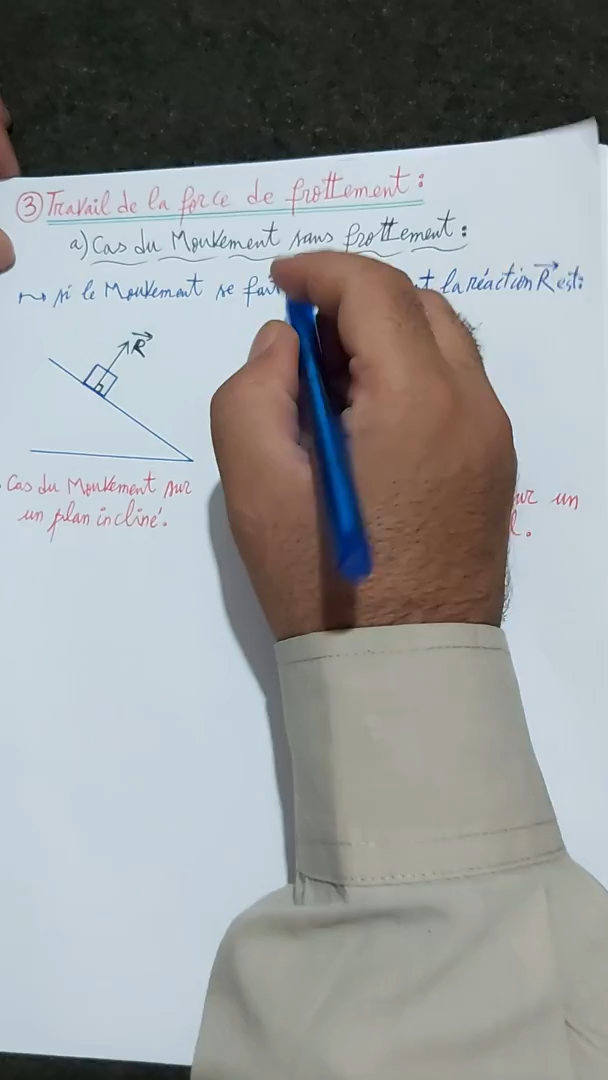 ③ Travail de la force de frottement :
a) Cas du Mouvement sans frottement :
si le Mouvement se fait la réaction R⃗ est :
R⃗
Cas du Mouvement sur
un plan incliné.
un